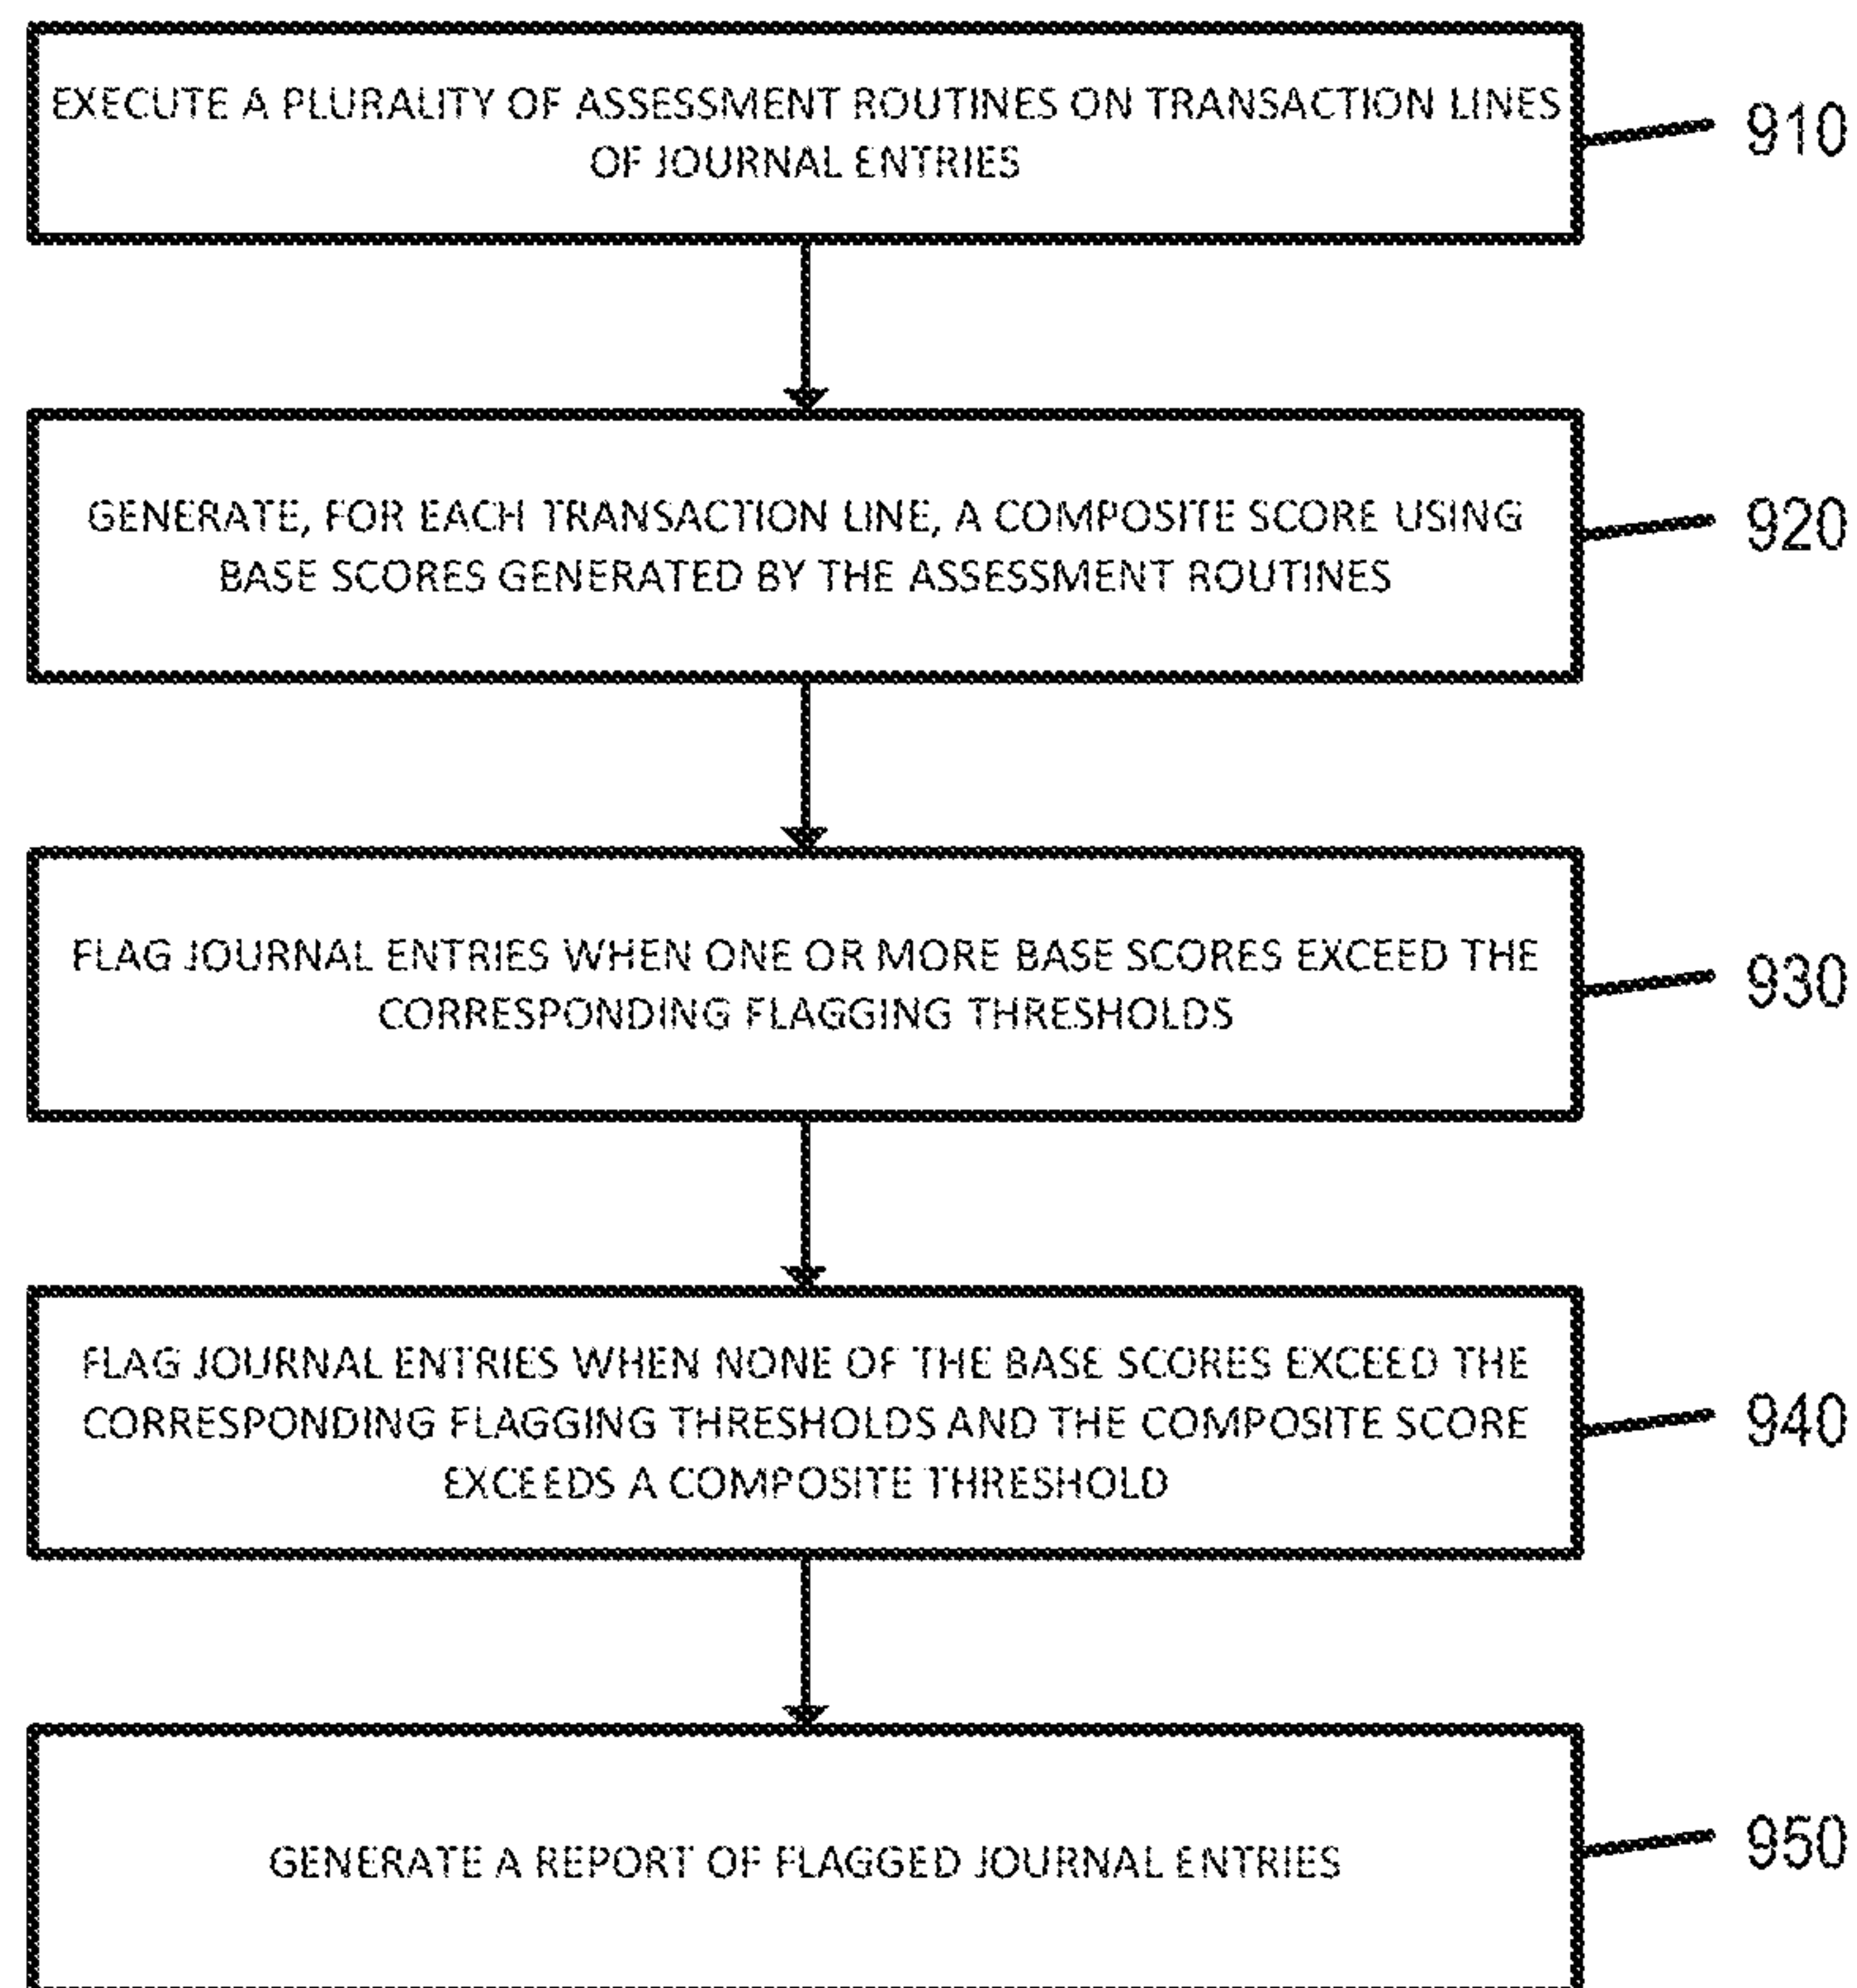 EXECUTE A PLURALITY OF ASSESSMENT ROUTINES ON TRANSACTION LINES
OF JOURNAL ENTRIES
910
GENERATE, FOR EACH TRANSACTION LINE, A COMPOSITE SCORE USING
BASE SCORES GENERATED BY THE ASSESSMENT ROUTINES
920
FLAG JOURNAL ENTRIES WHEN ONE OR MORE BASE SCORES EXCEED THE
CORRESPONDING FLAGGING THRESHOLDS
930
FLAG JOURNAL ENTRIES WHEN NONE OF THE BASE SCORES EXCEED THE
CORRESPONDING FLAGGING THRESHOLDS AND THE COMPOSITE SCORE
EXCEEDS A COMPOSITE THRESHOLD
940
GENERATE A REPORT OF FLAGGED JOURNAL ENTRIES
950